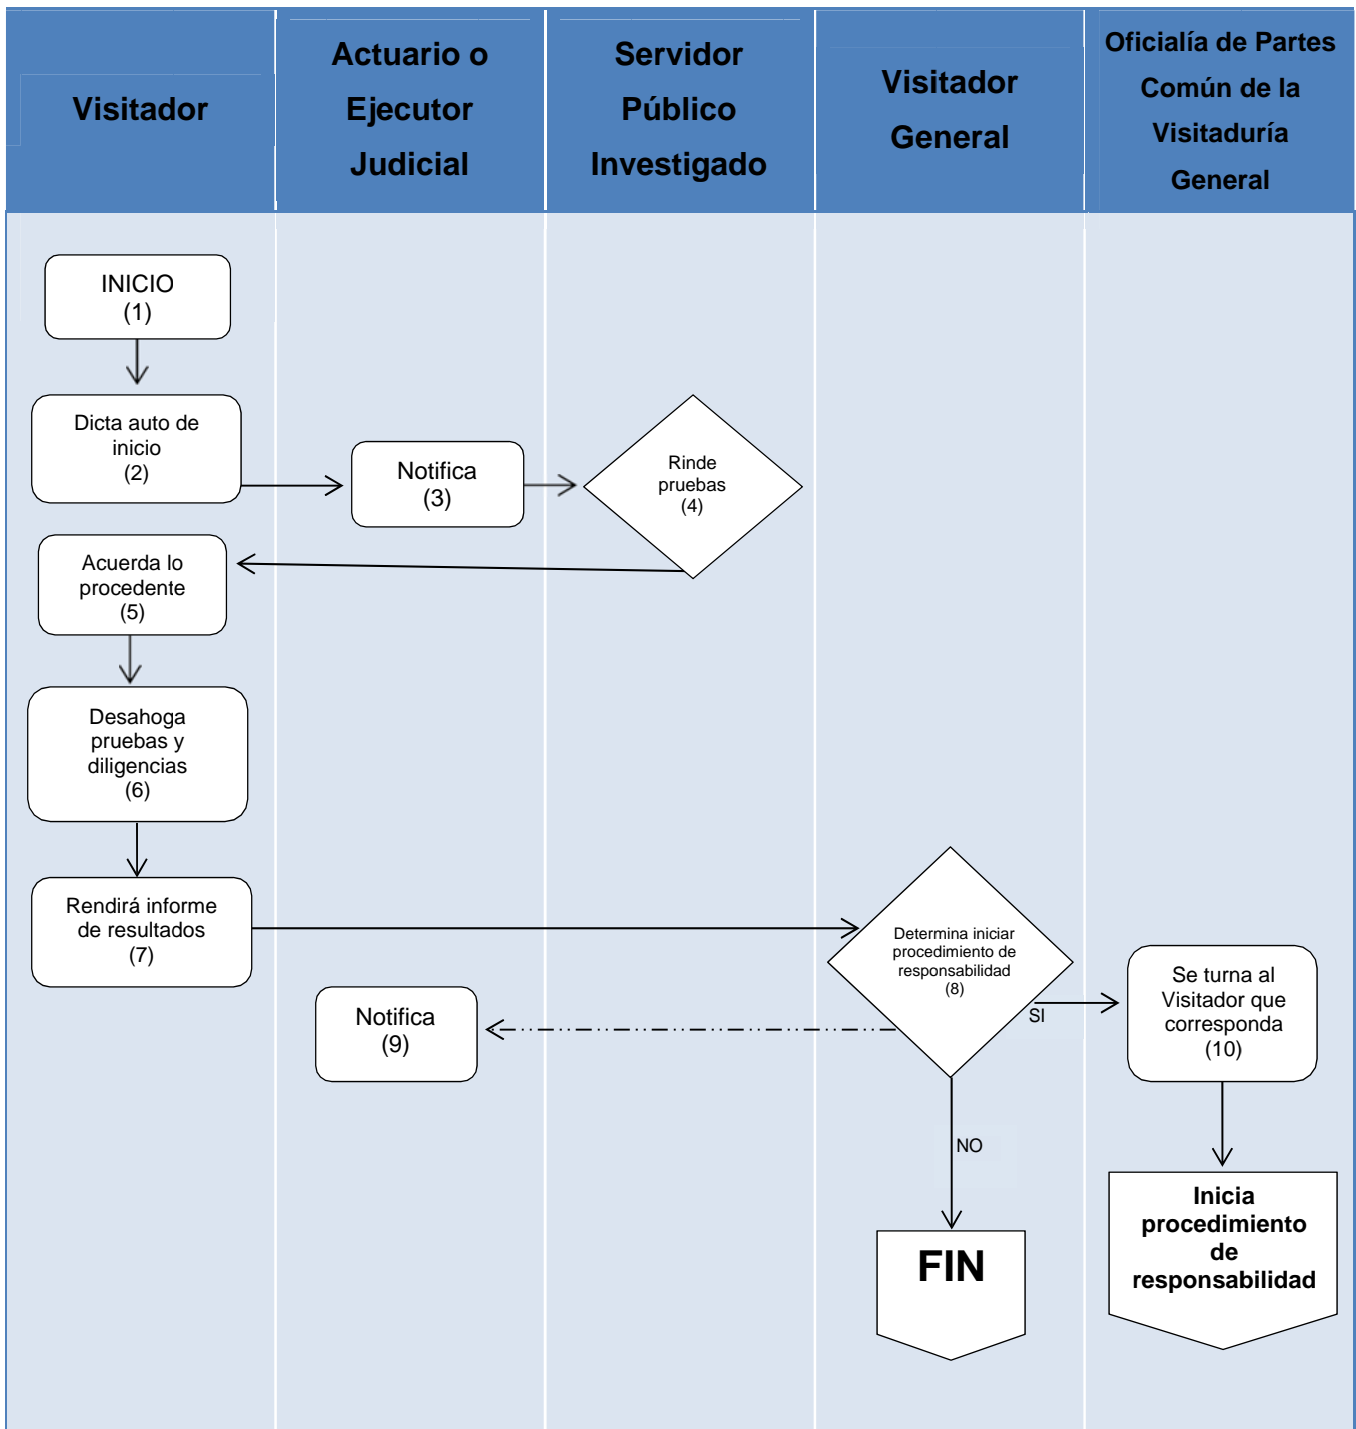 Visitador
Actuario o
Ejecutor
Judicial
Servidor
Público
Investigado
Visitador
General
Oficialía de Partes
Común de la
Visitaduría
General
INICIO
(1)
Dicta auto de
inicio
(2)
Notifica
(3)
Rinde
pruebas
(4)
Acuerda lo
procedente
(5)
Desahoga
pruebas y
diligencias
(6)
Rendirá informe
de resultados
(7)
Determina iniciar
procedimiento de
responsabilidad
(8)
SI
Notifica
(9)
Se turna al
Visitador que
corresponda
(10)
NO
FIN
Inicia
procedimiento
de
responsabilidad